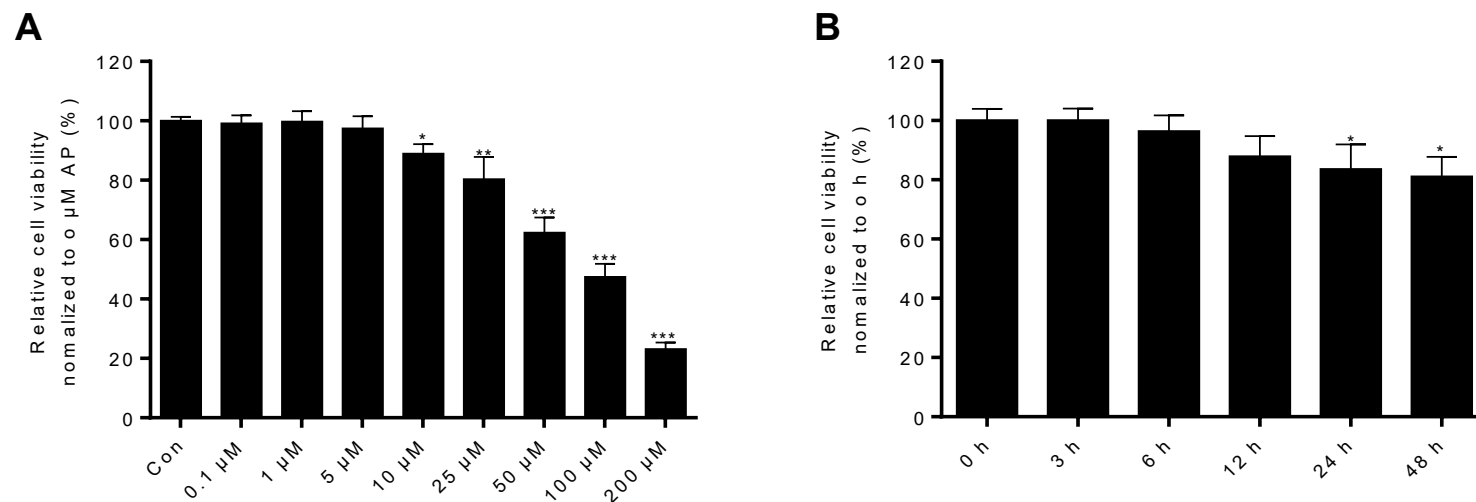 A
Relative cell viability
nomalized to o µM AP (%)
120
100
80
60
40
20
0
*
**
***
***
***
Con
0.1 µM
1 µM
5 µM
10 µM
25 µM
50 µM
100 µM
200 µM
B
Relative cell viability
nomalized to o h (%)
120
100
80
60
40
20
0
*
*
0 h
3 h
6 h
12 h
24 h
48 h